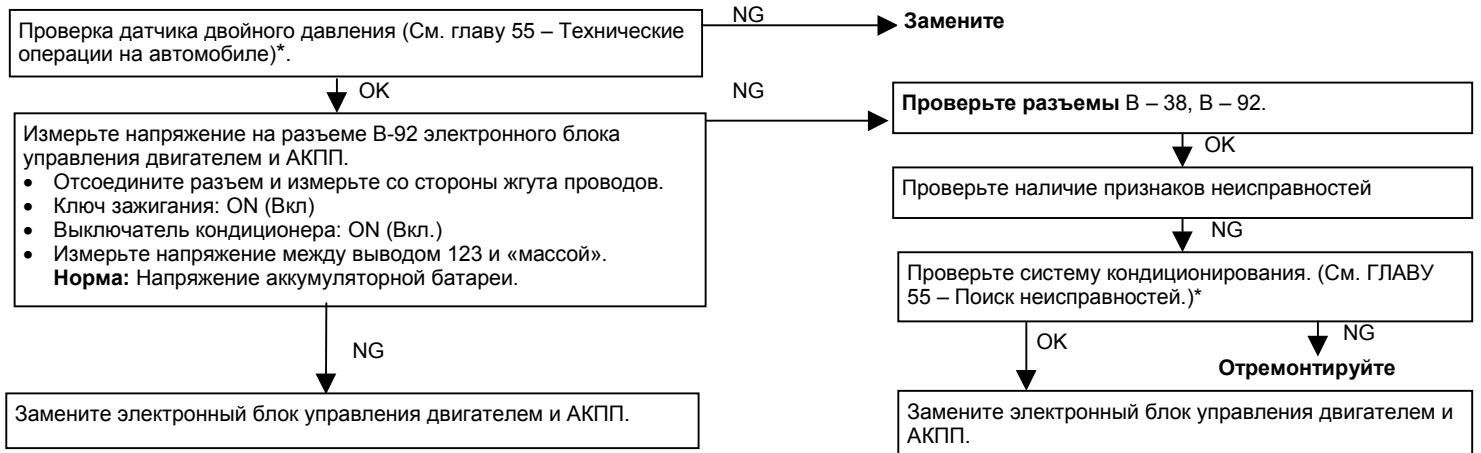 Проверка датчика двойного давления (См. главу 55 – Технические
операции на автомобиле)*.
NG
Замените
OK
NG
Измерьте напряжение на разъеме В-92 электронного блока
управления двигателем и АКПП.
• Отсоедините разъем и измерьте со стороны жгута проводов.
• Ключ зажигания: ON (Вкл)
• Выключатель кондиционера: ON (Вкл.)
• Измерьте напряжение между выводом 123 и «массой».
Норма: Напряжение аккумуляторной батареи.
NG
Замените электронный блок управления двигателем и АКПП.
Проверьте разъемы В – 38, В – 92.
OK
Проверьте наличие признаков неисправностей
NG
Проверьте систему кондиционирования. (См. ГЛАВУ
55 – Поиск неисправностей.)*
OK
NG
Отремонтируйте
Замените электронный блок управления двигателем и
АКПП.